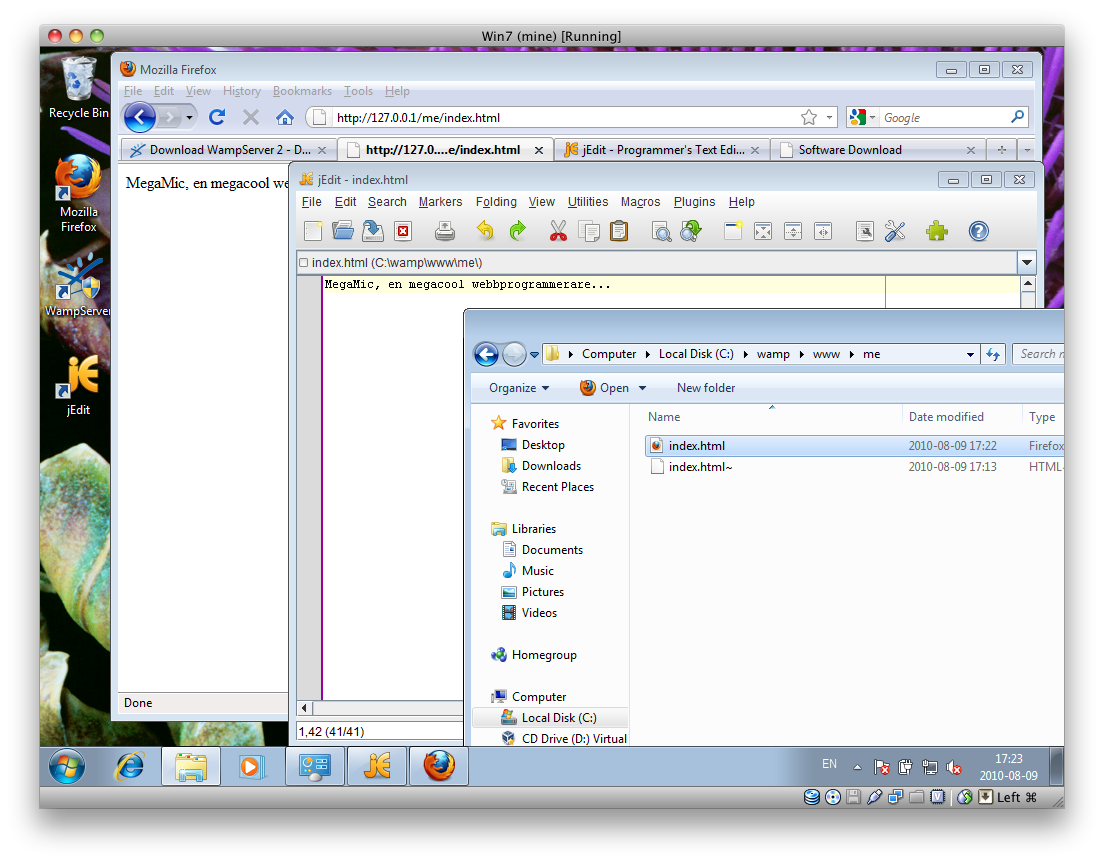 Win7 (mine) [Running]
Recycle Bin
Mozilla
Firefox
WampServer
jEdit
Mozilla Firefox
File Edit View History Bookmarks Tools Help
http://127.0.0.1/me/index.html
Google
Download WampServer 2 - D...
http://127.0....e/index.html
jEdit - Programmer's Text Edi...
Software Download
MegaMic, en megacool we
Done
jEdit - index.html
File Edit Search Markers Folding View Utilities Macros Plugins Help
index.html (C:\wamp\www\me\)
MegaMic, en megacool webbprogrammerare...
1,42 (41/41)
Computer Local Disk (C:) wamp www me
Search
Organize Open New folder
Name Date modified Type
index.html 2010-08-09 17:22 Firefox
index.html~ 2010-08-09 17:13 HTML
Favorites
Desktop
Downloads
Recent Places
Libraries
Documents
Music
Pictures
Videos
Homegroup
Computer
Local Disk (C:)
CD Drive (D:) Virtual
EN
17:23
2010-08-09
Left ⌘